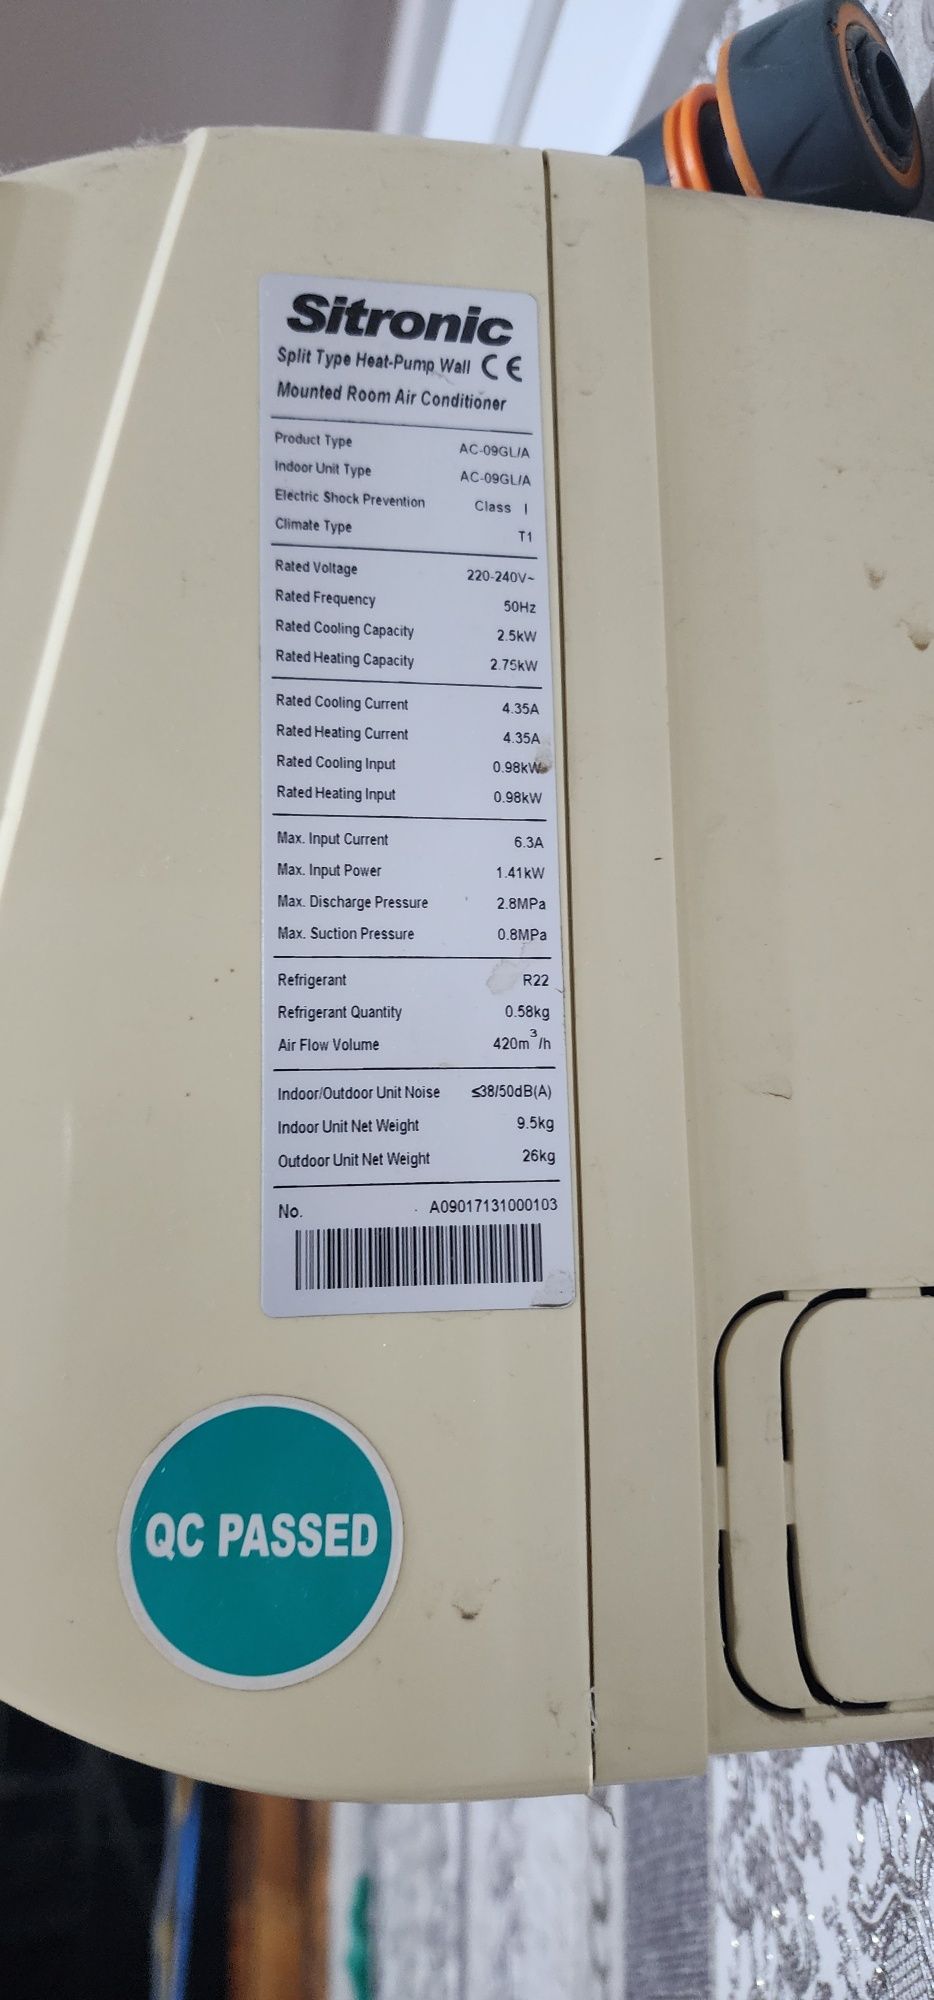 Sitronic
Split Type Heat-Pump Wall CE
Mounted Room Air Conditioner
Product Type AC-09GL/A
Indoor Unit Type AC-09GL/A
Electric Shock Prevention Class I
Climate Type T1
Rated Voltage 220-240V~
Rated Frequency 50Hz
Rated Cooling Capacity 2.5kW
Rated Heating Capacity 2.75kW
Rated Cooling Current 4.35A
Rated Heating Current 4.35A
Rated Cooling Input 0.98kW
Rated Heating Input 0.98kW
Max. Input Current 6.3A
Max. Input Power 1.41kW
Max. Discharge Pressure 2.8MPa
Max. Suction Pressure 0.8MPa
Refrigerant R22
Refrigerant Quantity 0.58kg
Air Flow Volume 420m³/h
Indoor/Outdoor Unit Noise ≤38/50dB(A)
Indoor Unit Net Weight 9.5kg
Outdoor Unit Net Weight 26kg
No. A09017131000103
QC PASSED